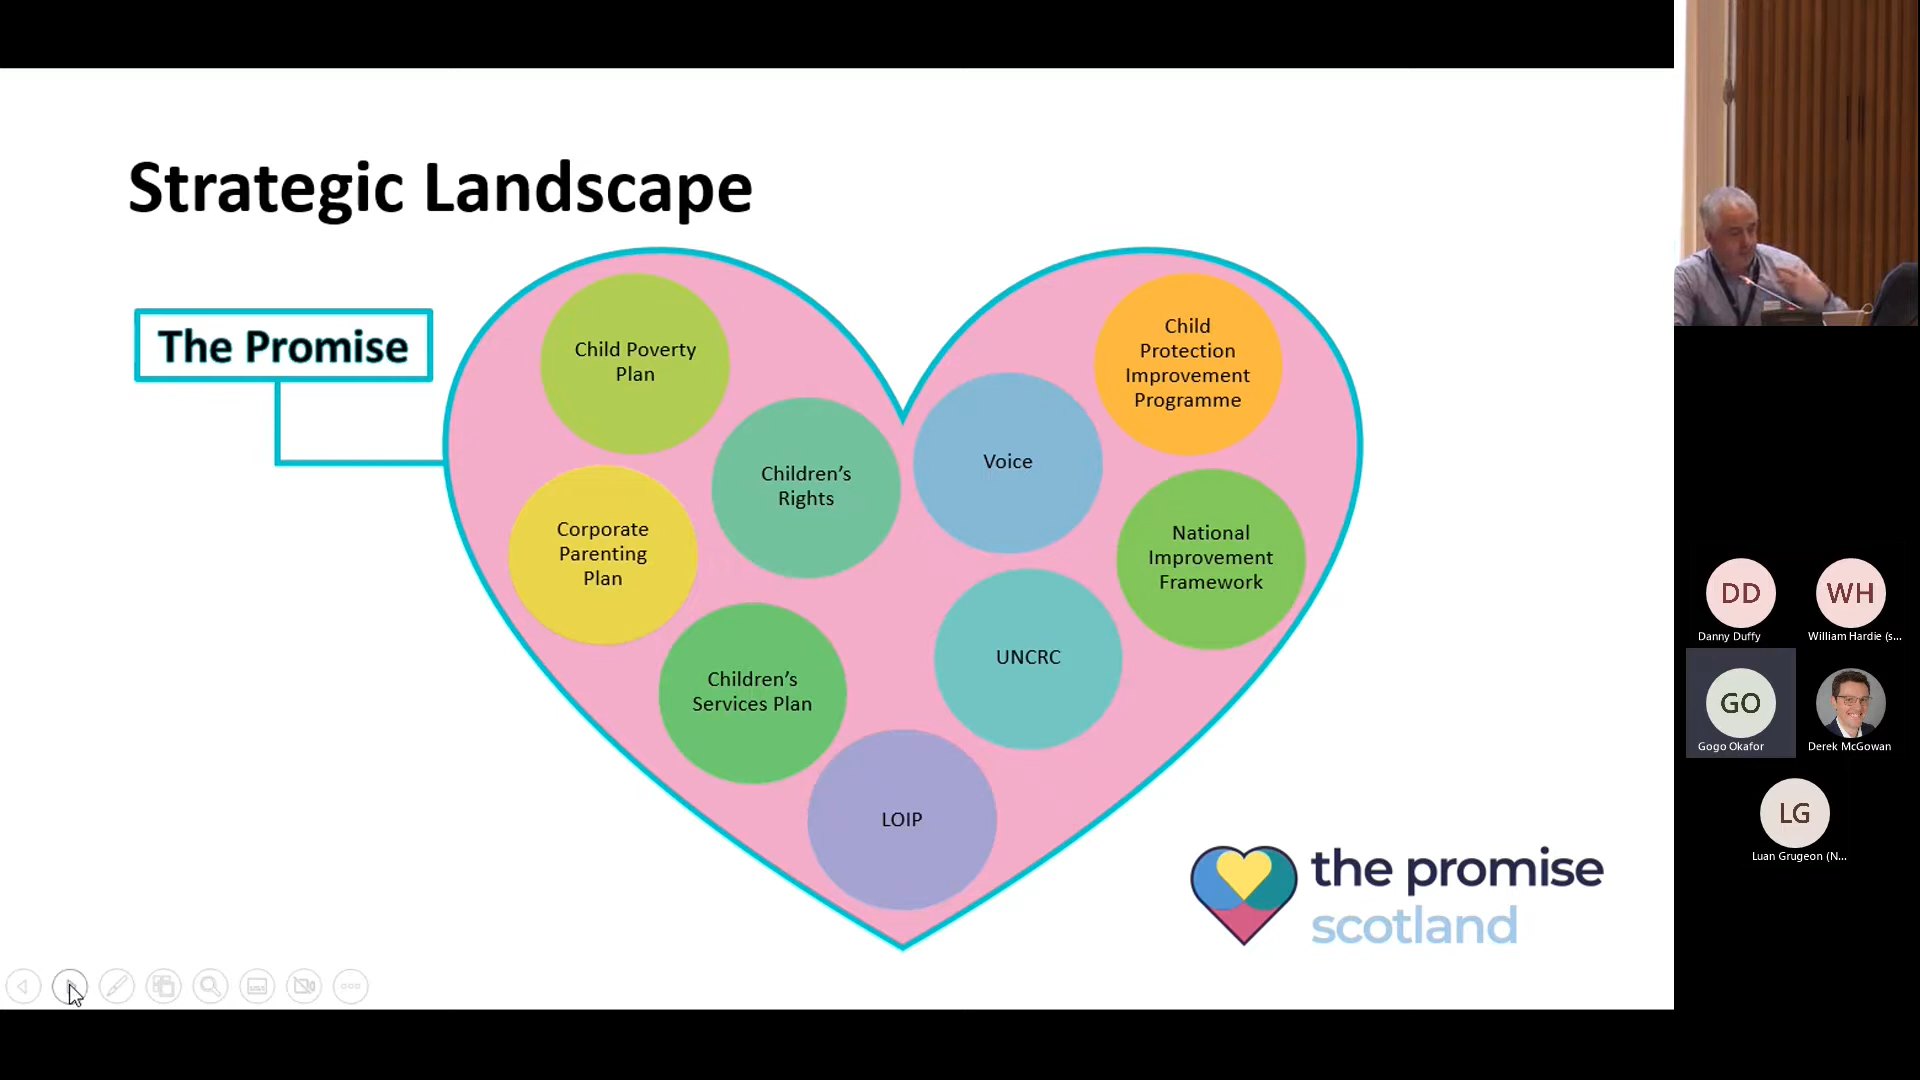 Strategic Landscape
The Promise
Child Poverty
Plan
Child
Protection
Improvement
Programme
Children’s
Rights
Voice
Corporate
Parenting
Plan
National
Improvement
Framework
Children’s
Services Plan
UNCRC
LOIP
the promise
scotland
DD
WH
Danny Duffy
William Hardie (s...
GO
Gogo Okafor
Derek McGowan
LG
Luan Grugeon (N...